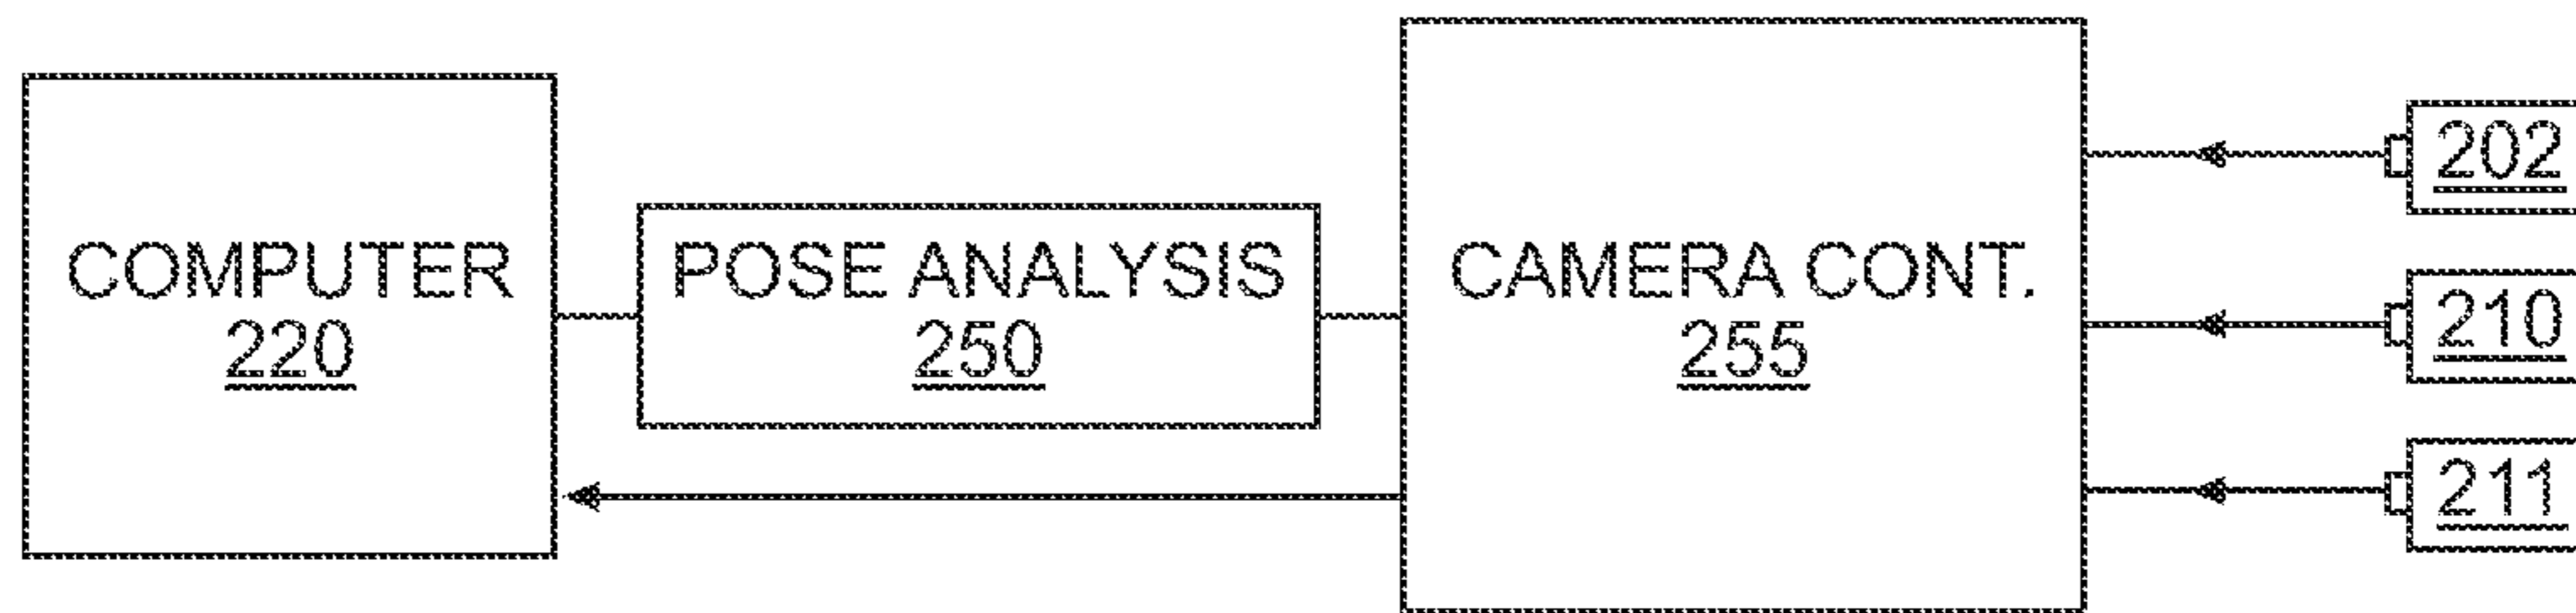 COMPUTER
220
POSE ANALYSIS
250
CAMERA CONT.
255
202
210
211